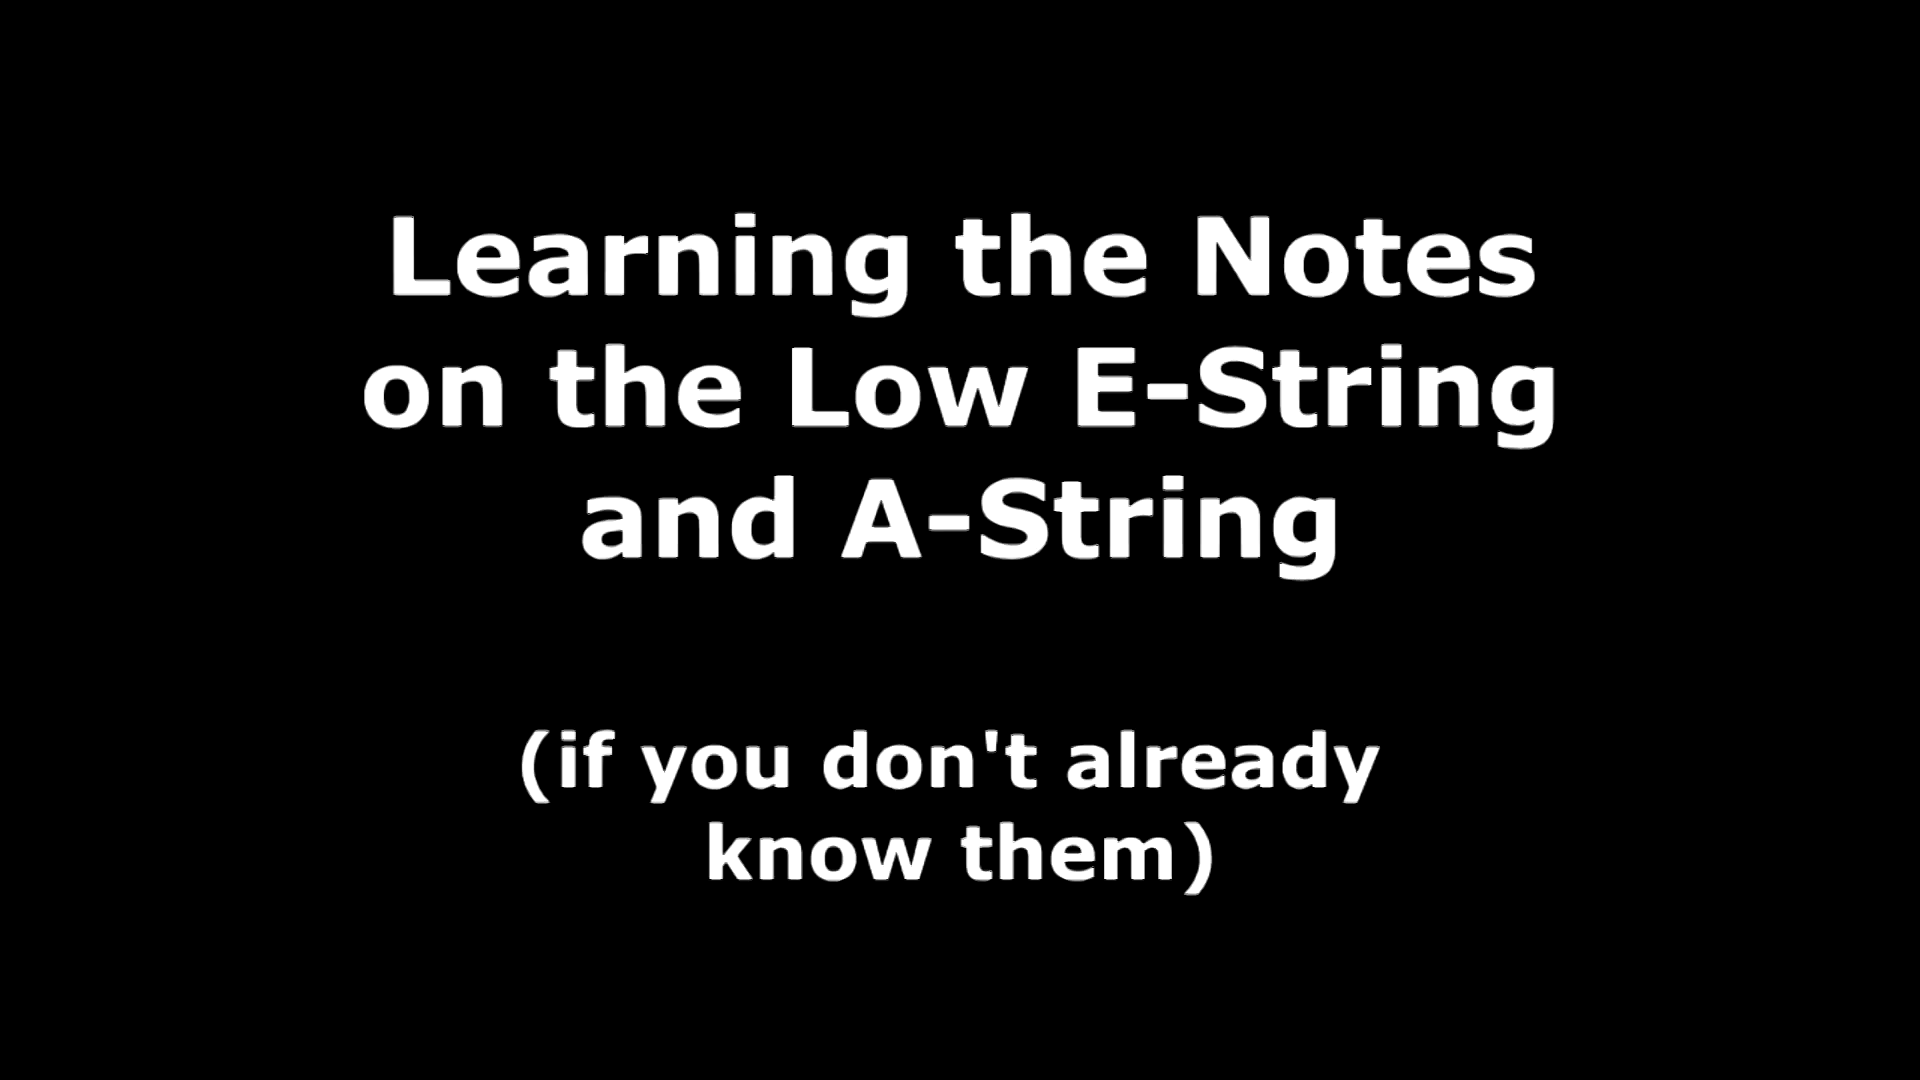 Learning the Notes
on the Low E-String
and A-String
(if you don't already
know them)